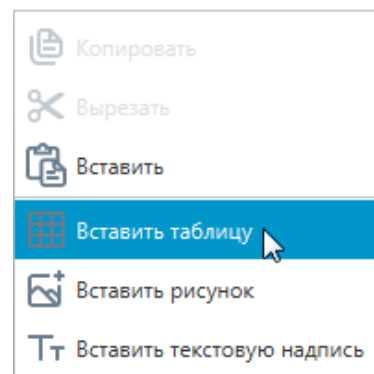 Копировать
Вырезать
Вставить
Вставить таблицу
Вставить рисунок
Вставить текстовую надпись